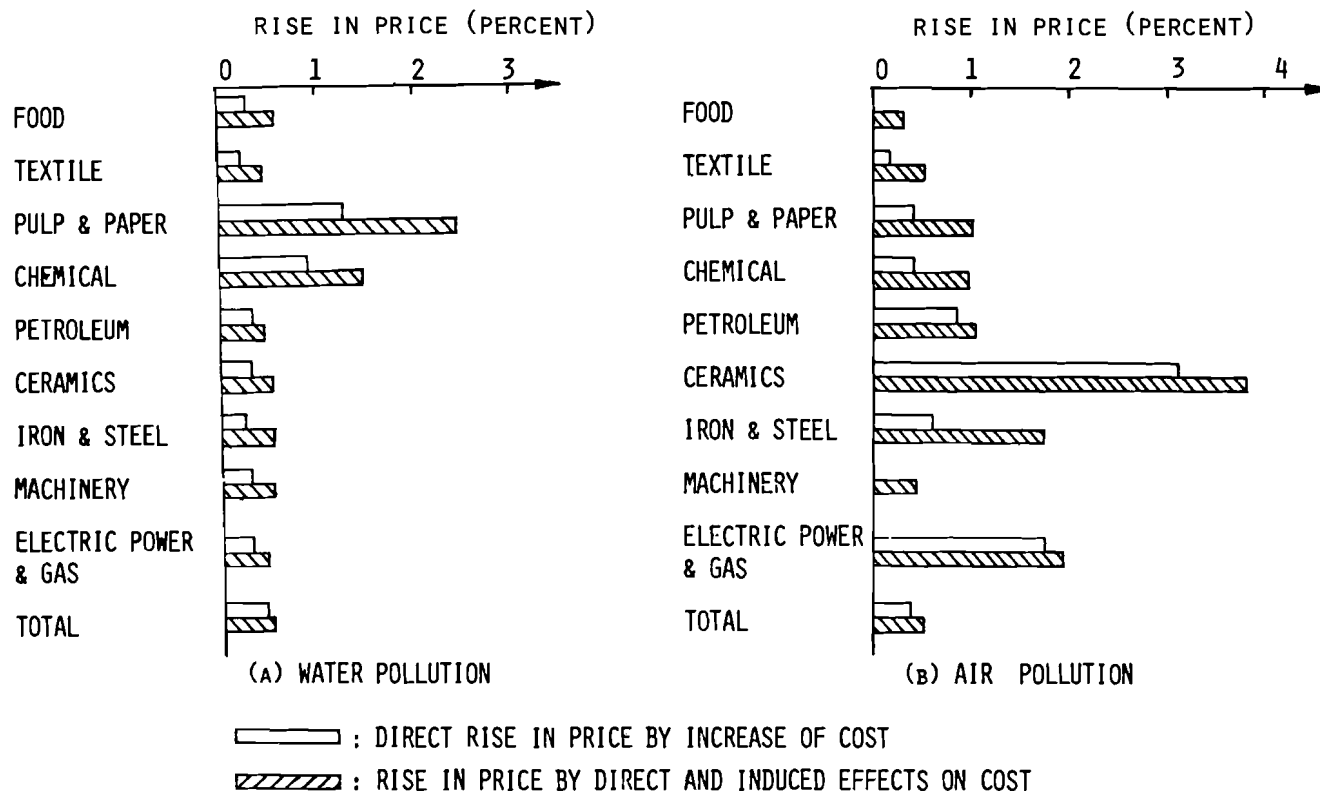 RISE IN PRICE (PERCENT)
0 1 2 3
FOOD
TEXTILE
PULP & PAPER
CHEMICAL
PETROLEUM
CERAMICS
IRON & STEEL
MACHINERY
ELECTRIC POWER
& GAS
TOTAL
(A) WATER POLLUTION
RISE IN PRICE (PERCENT)
0 1 2 3 4
FOOD
TEXTILE
PULP & PAPER
CHEMICAL
PETROLEUM
CERAMICS
IRON & STEEL
MACHINERY
ELECTRIC POWER
& GAS
TOTAL
(B) AIR POLLUTION
: DIRECT RISE IN PRICE BY INCREASE OF COST
: RISE IN PRICE BY DIRECT AND INDUCED EFFECTS ON COST